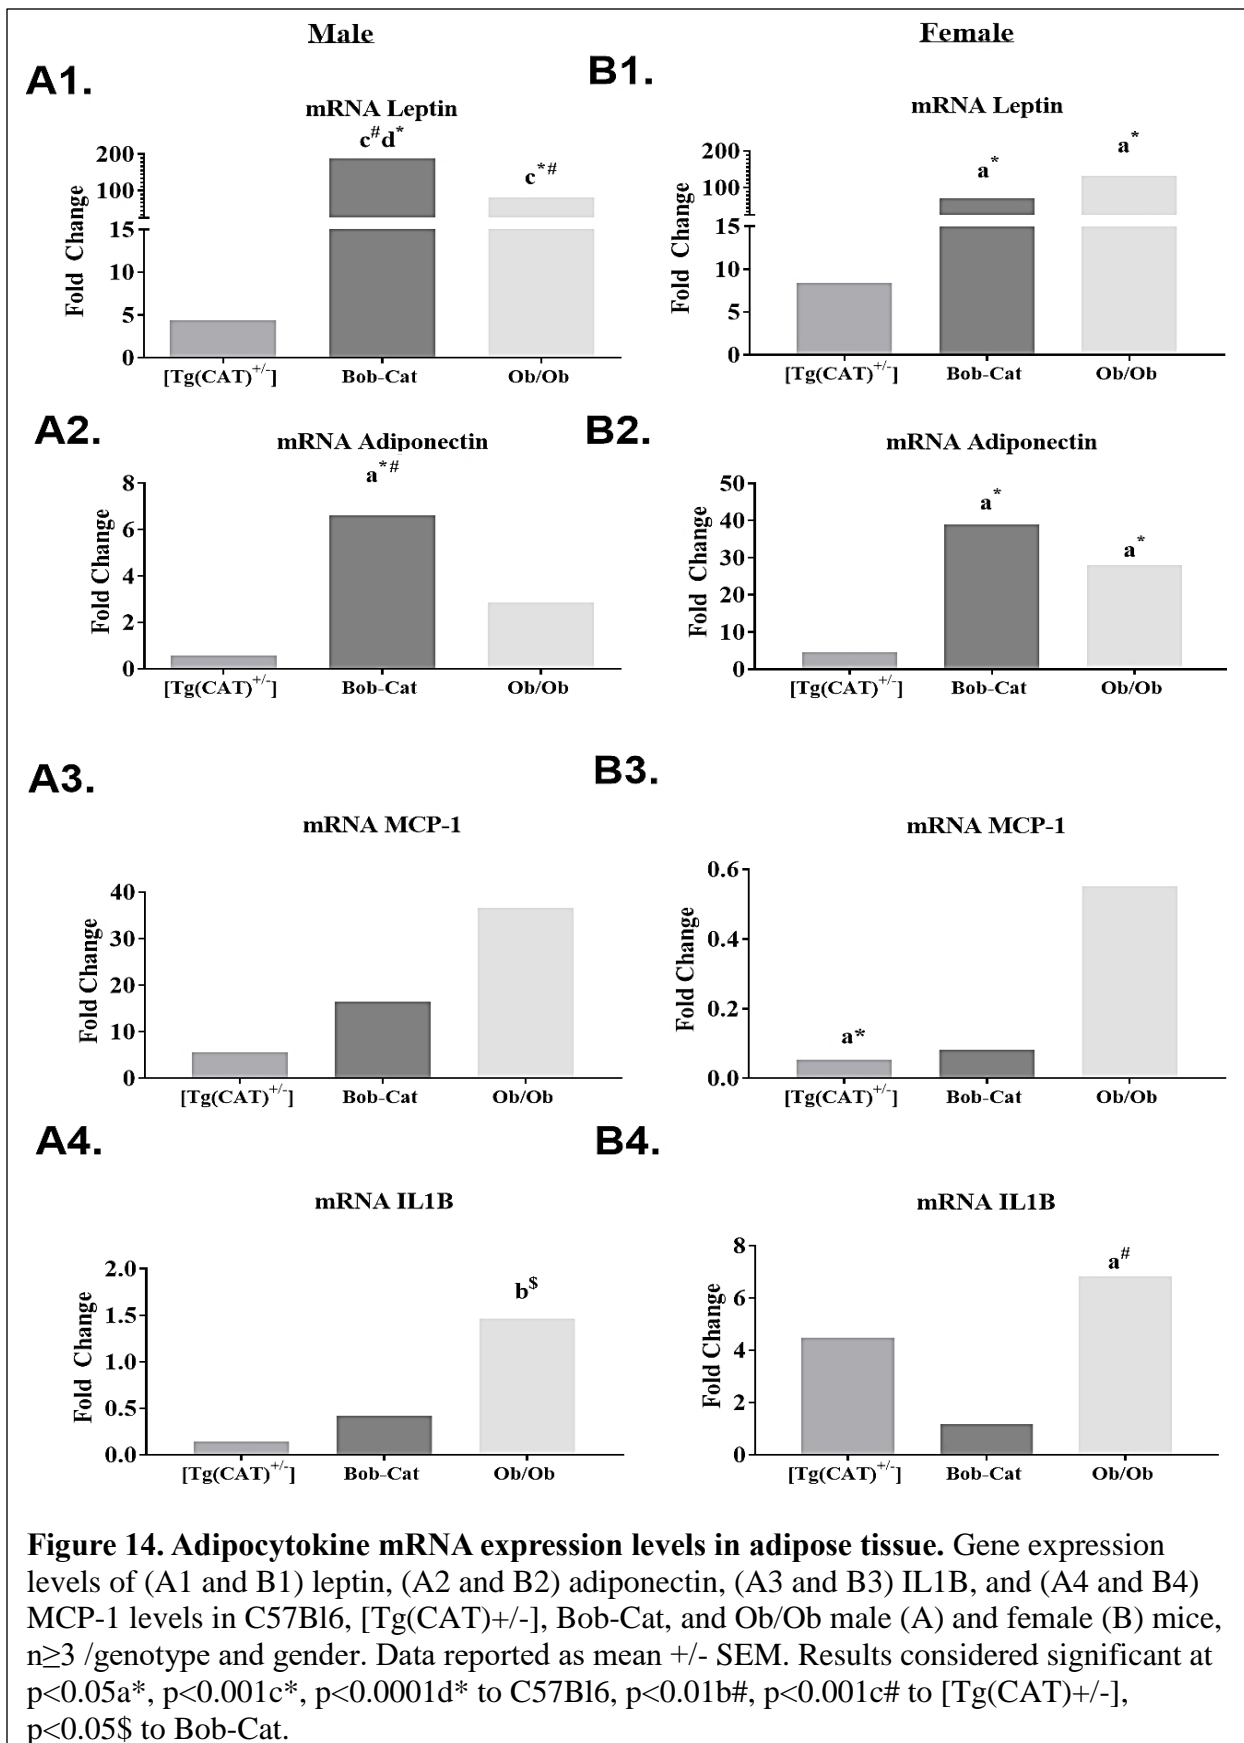 Male
Female
A1.
mRNA Leptin
Fold Change
200
100
15
10
5
0
c#d*
c*#
[Tg(CAT)+/-]
Bob-Cat
Ob/Ob
B1.
mRNA Leptin
Fold Change
200
100
15
10
5
0
a*
a*
[Tg(CAT)+/-]
Bob-Cat
Ob/Ob
A2.
mRNA Adiponectin
Fold Change
8
6
4
2
0
a*#
[Tg(CAT)+/-]
Bob-Cat
Ob/Ob
B2.
mRNA Adiponectin
Fold Change
50
40
30
20
10
0
a*
a*
[Tg(CAT)+/-]
Bob-Cat
Ob/Ob
A3.
mRNA MCP-1
Fold Change
40
30
20
10
0
[Tg(CAT)+/-]
Bob-Cat
Ob/Ob
B3.
mRNA MCP-1
Fold Change
0.6
0.4
0.2
0.0
a*
[Tg(CAT)+/-]
Bob-Cat
Ob/Ob
A4.
mRNA IL1B
Fold Change
2.0
1.5
1.0
0.5
0.0
b$
[Tg(CAT)+/-]
Bob-Cat
Ob/Ob
B4.
mRNA IL1B
Fold Change
8
6
4
2
0
a#
[Tg(CAT)+/-]
Bob-Cat
Ob/Ob
Figure 14. Adipocytokine mRNA expression levels in adipose tissue. Gene expression
levels of (A1 and B1) leptin, (A2 and B2) adiponectin, (A3 and B3) IL1B, and (A4 and B4)
MCP-1 levels in C57Bl6, [Tg(CAT)+/-], Bob-Cat, and Ob/Ob male (A) and female (B) mice,
n≥3 /genotype and gender. Data reported as mean +/- SEM. Results considered significant at
p<0.05a*, p<0.001c*, p<0.0001d* to C57Bl6, p<0.01b#, p<0.001c# to [Tg(CAT)+/-],
p<0.05$ to Bob-Cat.